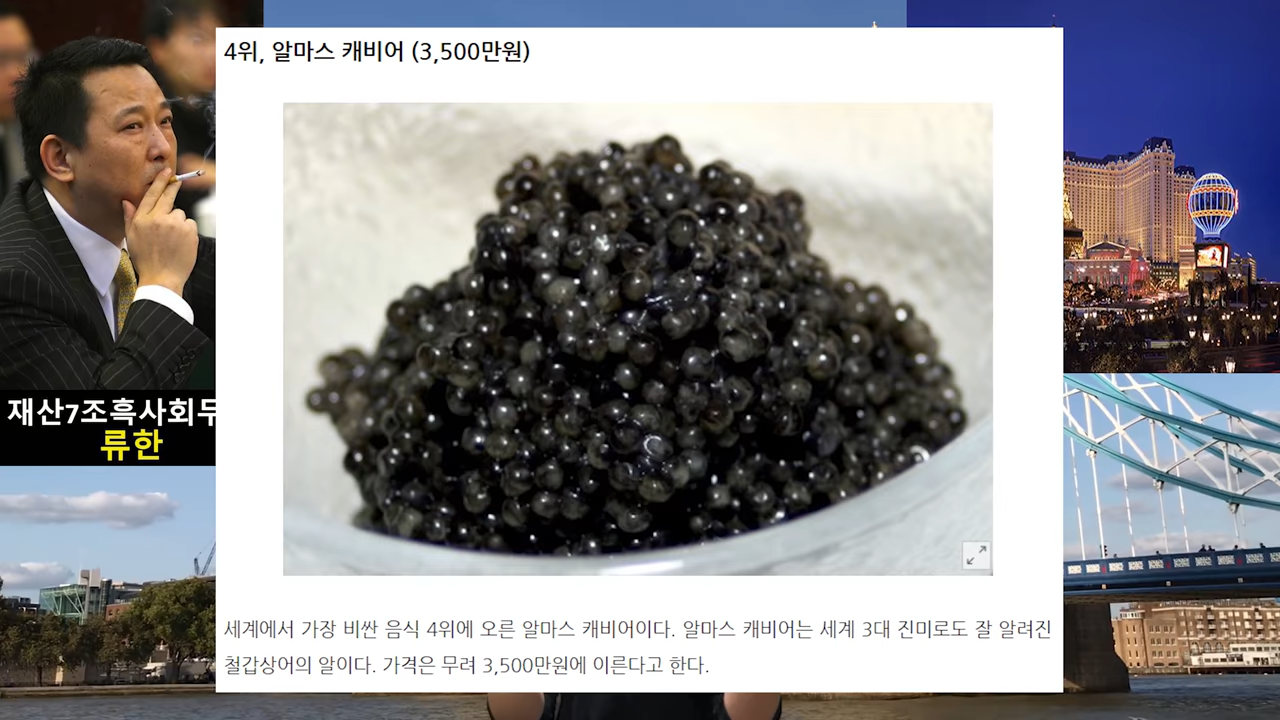 4위, 알마스 캐비어 (3,500만원)
재산7조흑사회두
류한
세계에서 가장 비싼 음식 4위에 오른 알마스 캐비어이다. 알마스 캐비어는 세계 3대 진미로도 잘 알려진
철갑상어의 알이다. 가격은 무려 3,500만원에 이른다고 한다.